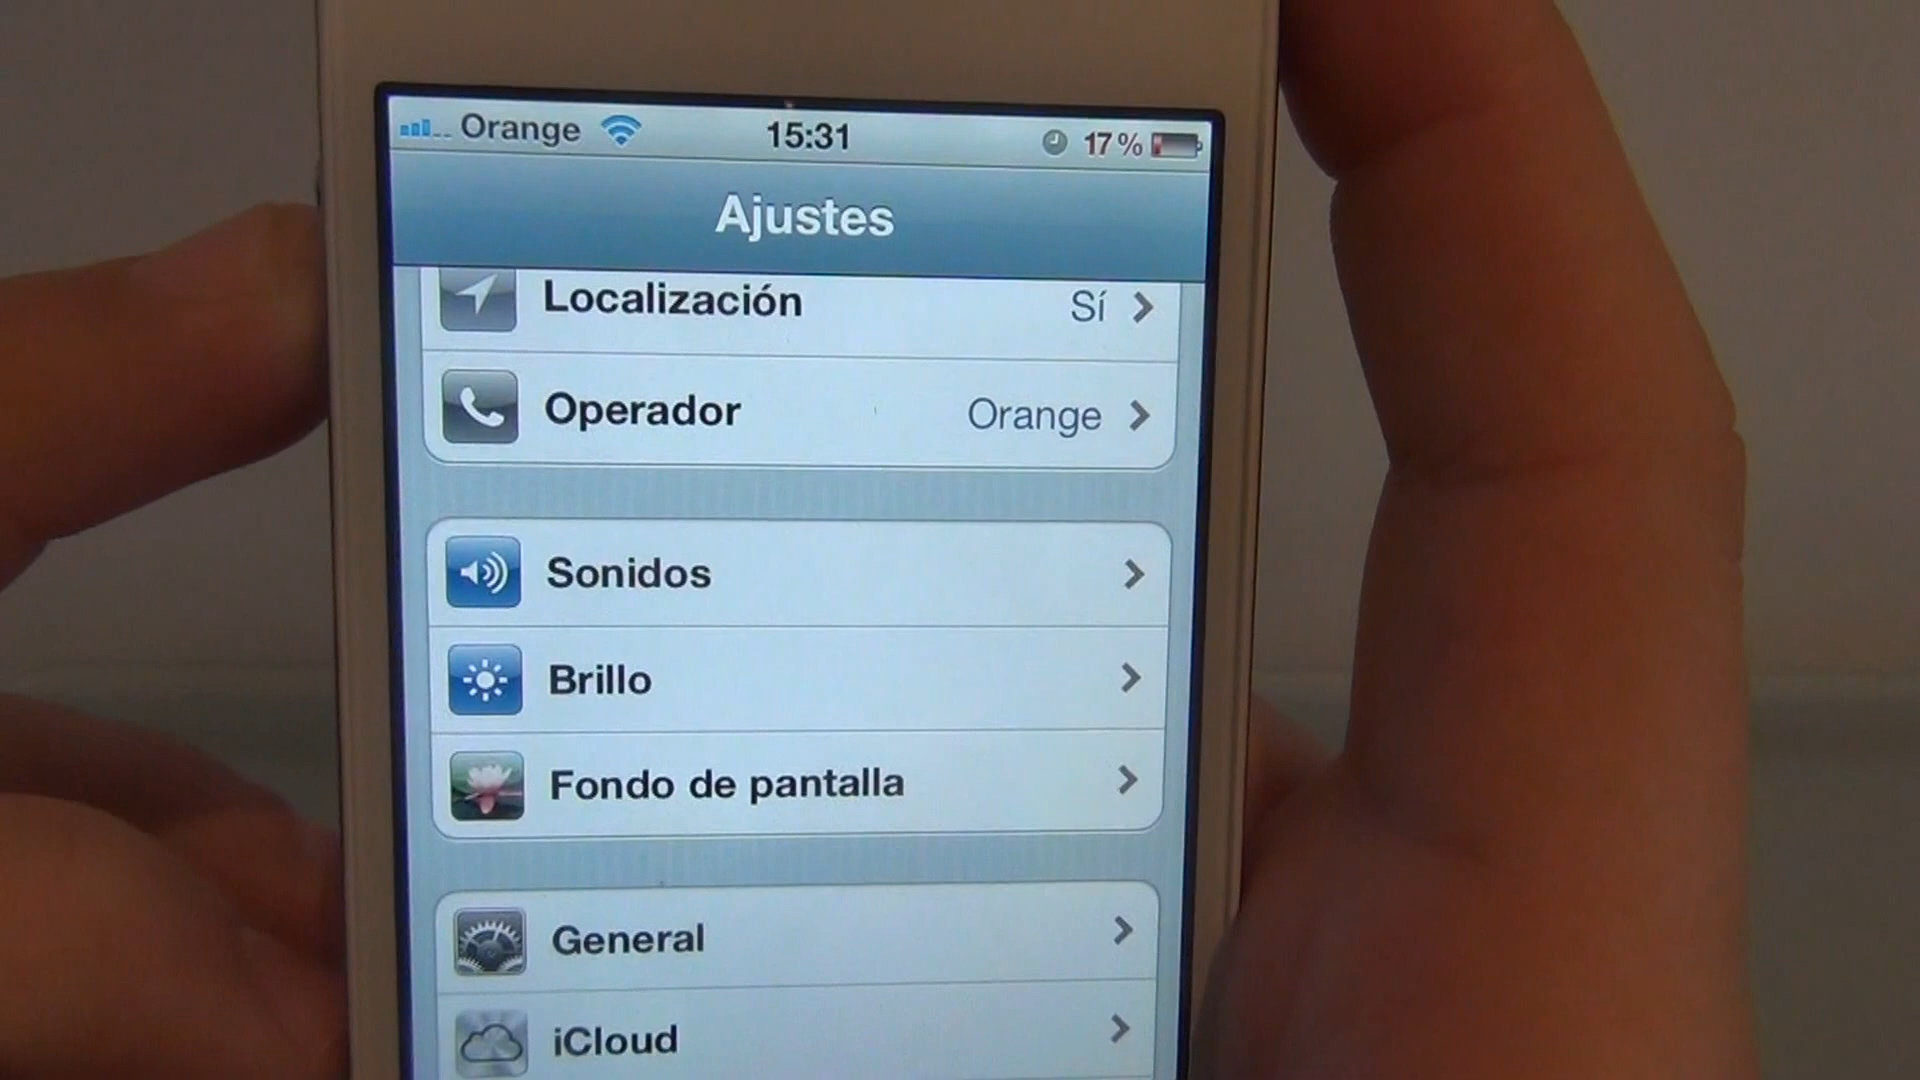 Orange 15:31 17%
Ajustes
Localización Sí
Operador Orange
Sonidos
Brillo
Fondo de pantalla
General
iCloud